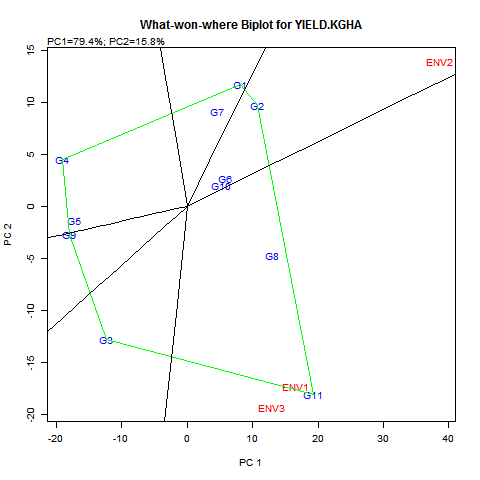 What-won-where Biplot for YIELD.KGHA
PC1=79.4%; PC2=15.8%
15
10
5
0
-5
-10
-15
-20
PC 2
ENV2
G1
G2
G7
G4
G6
G10
G5
G9
G8
G3
ENV1
G11
ENV3
-20
-10
0
10
20
30
40
PC 1